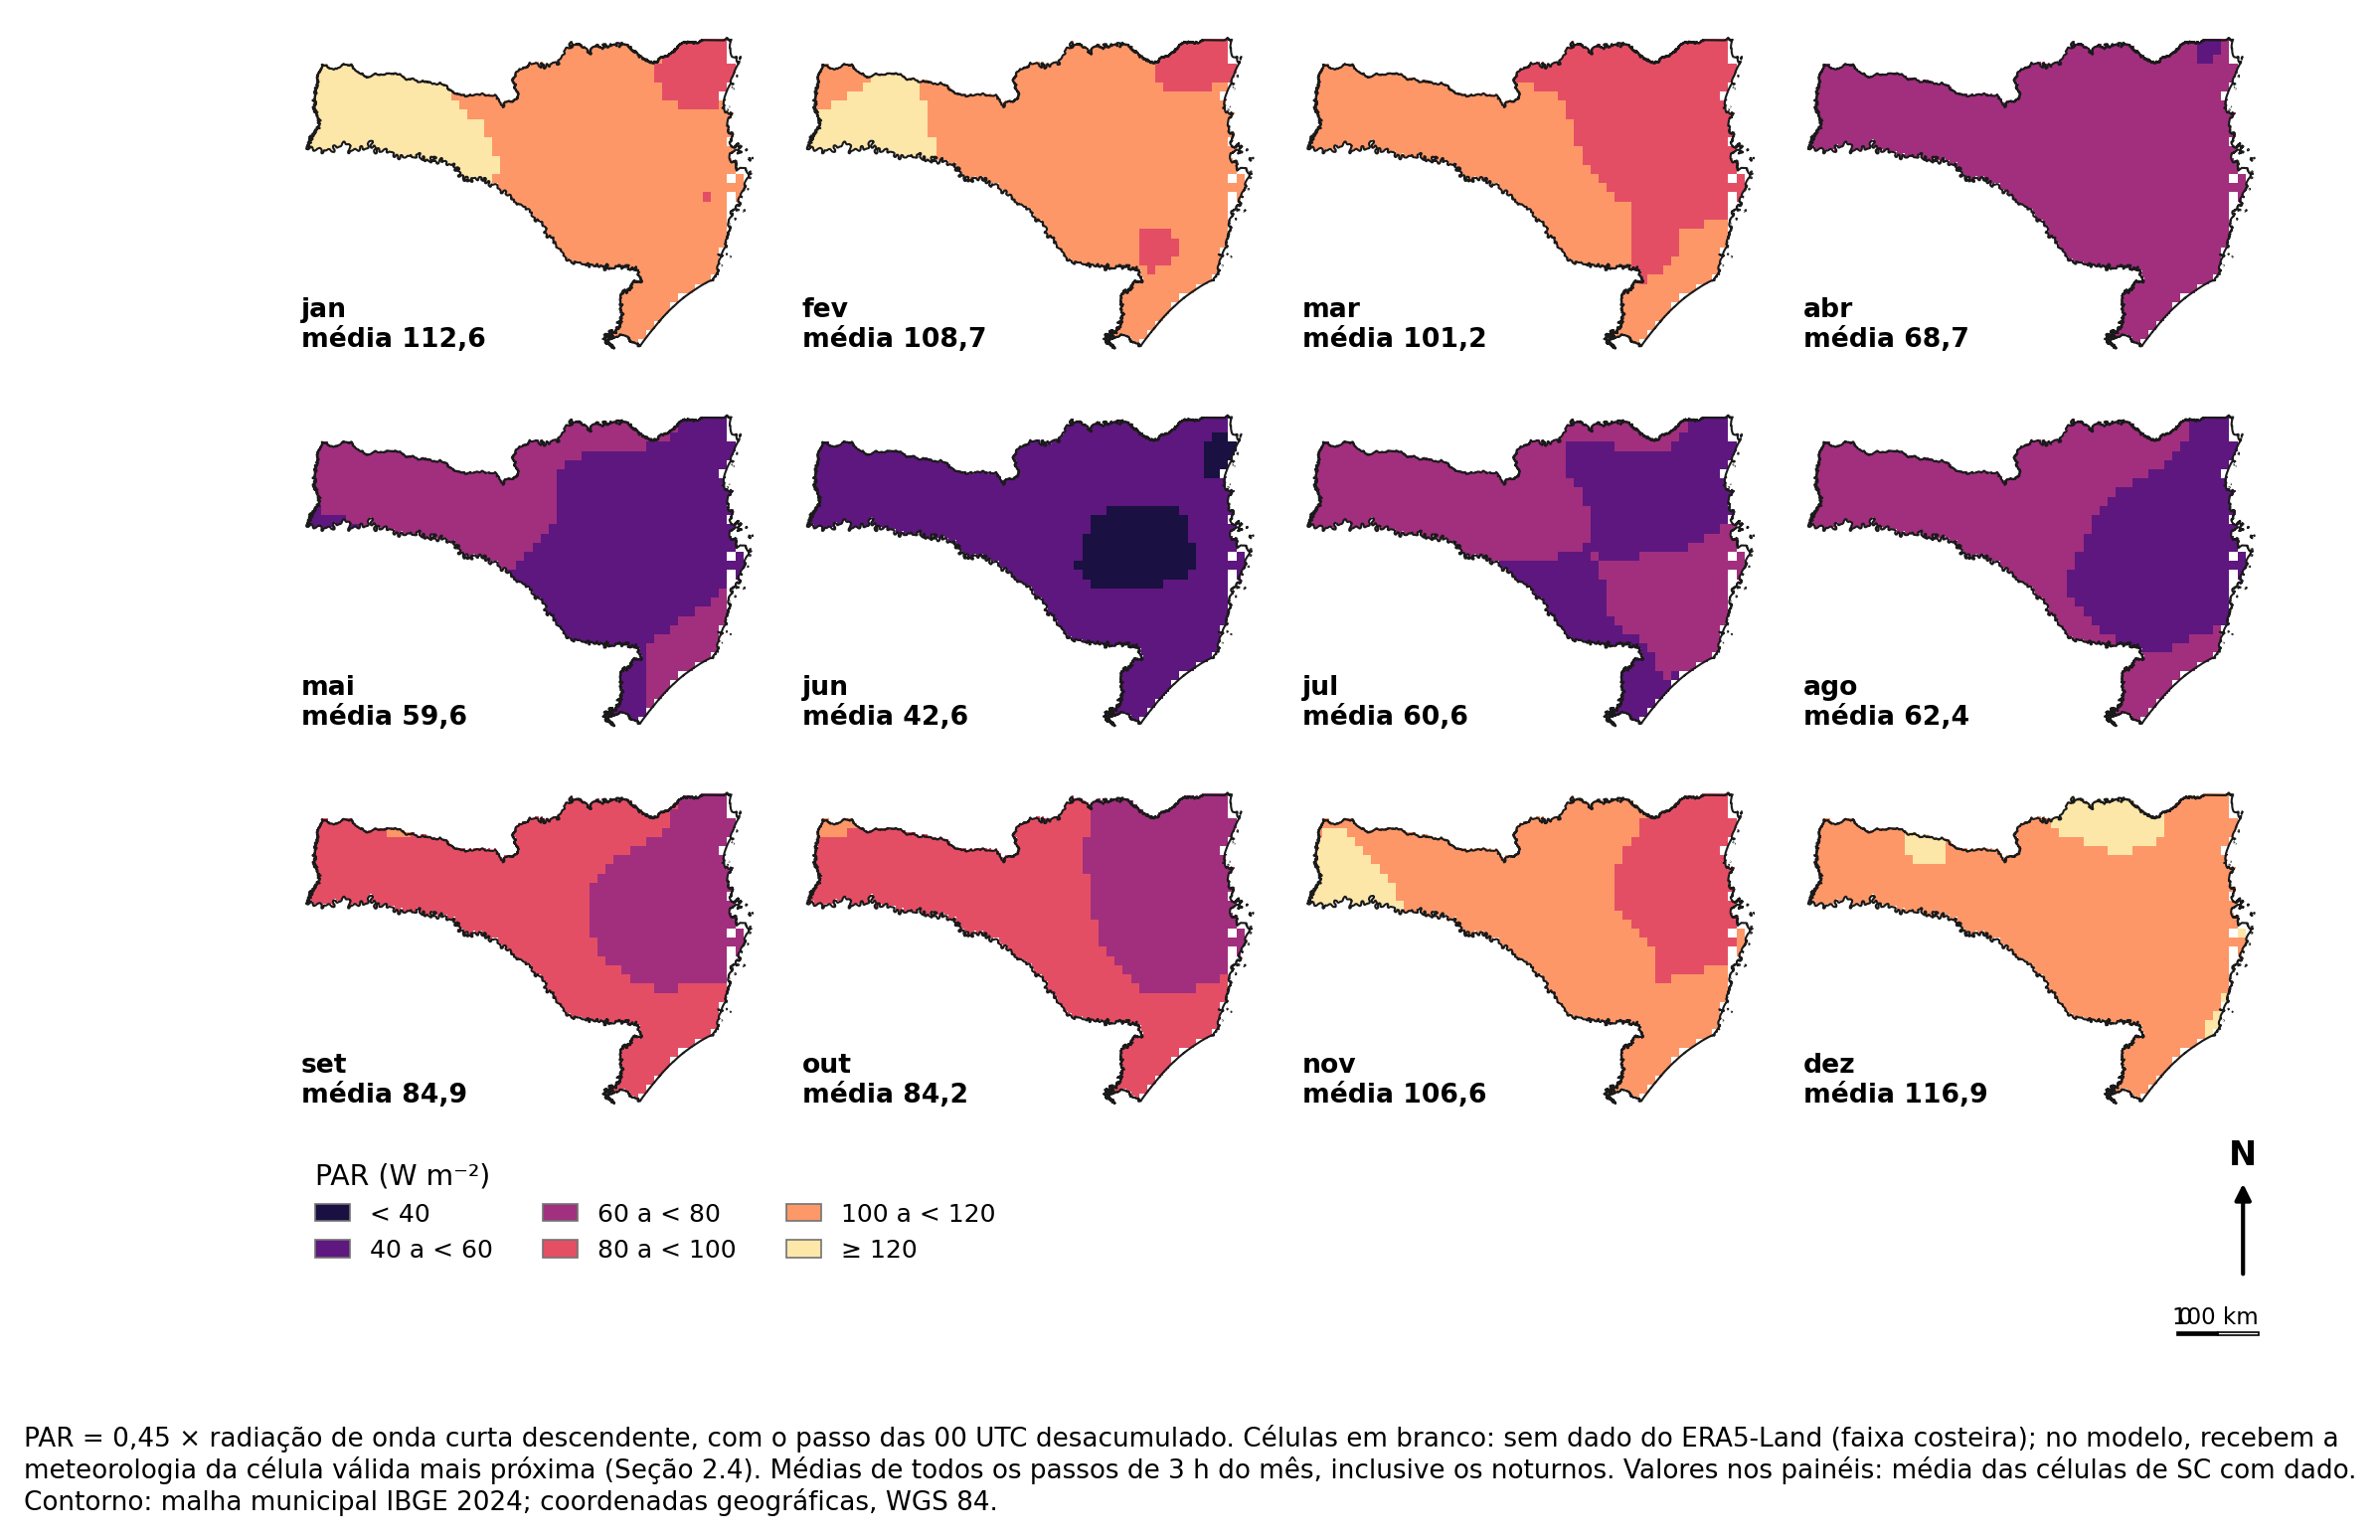 jan
média 112,6
fev
média 108,7
mar
média 101,2
abr
média 68,7
mai
média 59,6
jun
média 42,6
jul
média 60,6
ago
média 62,4
set
média 84,9
out
média 84,2
nov
média 106,6
dez
média 116,9
PAR (W m⁻²)
< 40
60 a < 80
100 a < 120
40 a < 60
80 a < 100
≥ 120
N
0
100 km
PAR = 0,45 × radiação de onda curta descendente, com o passo das 00 UTC desacumulado. Células em branco: sem dado do ERA5-Land (faixa costeira); no modelo, recebem a
meteorologia da célula válida mais próxima (Seção 2.4). Médias de todos os passos de 3 h do mês, inclusive os noturnos. Valores nos painéis: média das células de SC com dado.
Contorno: malha municipal IBGE 2024; coordenadas geográficas, WGS 84.